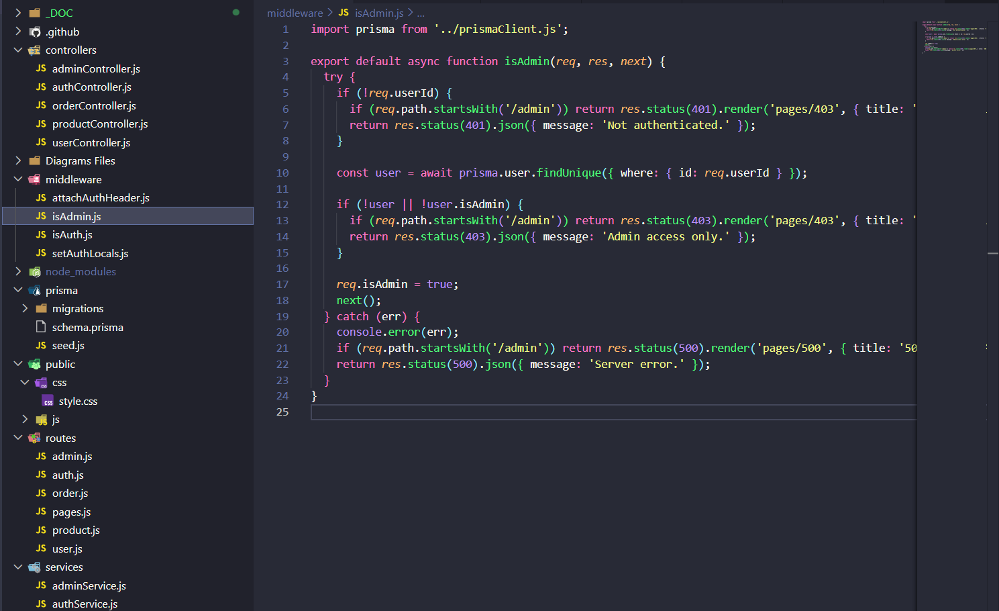 _DOC
.github
controllers
JS adminController.js
JS authController.js
JS orderController.js
JS productController.js
JS userController.js
Diagrams Files
middleware
JS attachAuthHeader.js
JS isAdmin.js
JS isAuth.js
JS setAuthLocals.js
node_modules
prisma
migrations
schema.prisma
JS seed.js
public
css
style.css
js
routes
JS admin.js
JS auth.js
JS order.js
JS pages.js
JS product.js
JS user.js
services
JS adminService.js
JS authService.js
middleware > JS isAdmin.js > ...
1 import prisma from '../prismaClient.js';
2
3 export default async function isAdmin(req, res, next) {
4 try {
5 if (!req.userId) {
6 if (req.path.startsWith('/admin')) return res.status(401).render('pages/403', { title: '
7 return res.status(401).json({ message: 'Not authenticated.' });
8 }
9
10 const user = await prisma.user.findUnique({ where: { id: req.userId } });
11
12 if (!user || !user.isAdmin) {
13 if (req.path.startsWith('/admin')) return res.status(403).render('pages/403', { title: '
14 return res.status(403).json({ message: 'Admin access only.' });
15 }
16
17 req.isAdmin = true;
18 next();
19 } catch (err) {
20 console.error(err);
21 if (req.path.startsWith('/admin')) return res.status(500).render('pages/500', { title: '50
22 return res.status(500).json({ message: 'Server error.' });
23 }
24 }
25